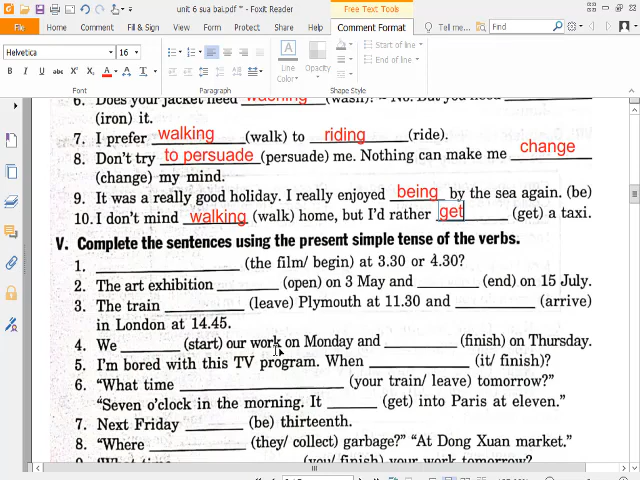 unit 6 sua bai.pdf * - Foxit Reader
Free Text Tools
File Home Comment Fill & Sign View Form Protect Share Help Comment Format Tell me... Find
Helvetica 16
B I U abc X² X₂ A T
Line Color Opacity
Start of line
End of line
Font Paragraph Style
6. Does your jacket need washing (wash)? – No. But you need
(iron) it.
7. I prefer walking (walk) to riding (ride).
8. Don't try to persuade (persuade) me. Nothing can make me change
(change) my mind.
9. It was a really good holiday. I really enjoyed being by the sea again. (be)
10. I don't mind walking (walk) home, but I'd rather get (get) a taxi.
V. Complete the sentences using the present simple tense of the verbs.
1. (the film/ begin) at 3.30 or 4.30?
2. The art exhibition (open) on 3 May and (end) on 15 July.
3. The train (leave) Plymouth at 11.30 and (arrive)
in London at 14.45.
4. We (start) our work on Monday and (finish) on Thursday.
5. I'm bored with this TV program. When (it/ finish)?
6. "What time (your train/ leave) tomorrow?"
"Seven o'clock in the morning. It (get) into Paris at eleven."
7. Next Friday (be) thirteenth.
8. "Where (they/ collect) garbage?" "At Dong Xuan market."
(you/ finish) your work tomorrow?